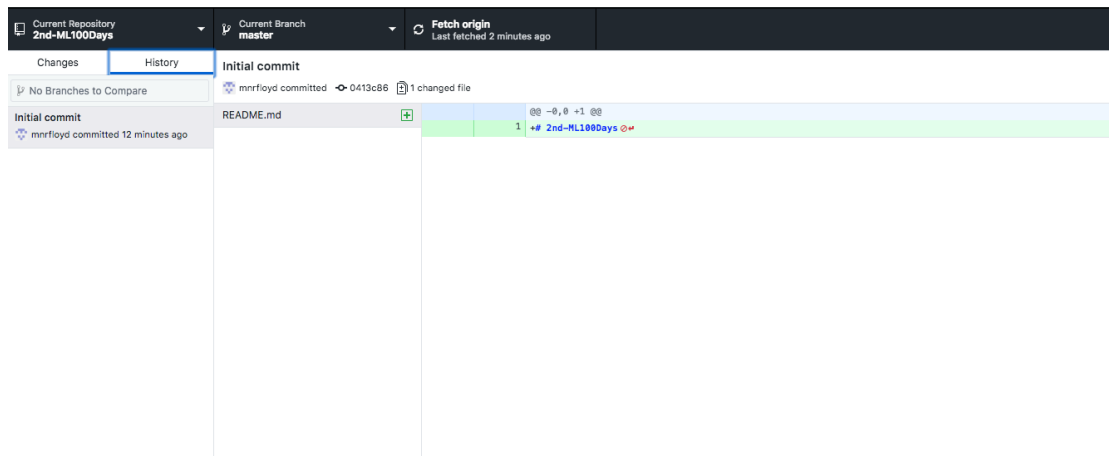 Current Repository
2nd-ML100Days
Current Branch
master
Fetch origin
Last fetched 2 minutes ago
Changes
History
No Branches to Compare
Initial commit
mnrfloyd committed 12 minutes ago
Initial commit
mnrfloyd committed 0413c86 1 changed file
README.md
@@ -0,0 +1 @@
1 +# 2nd-ML100Days